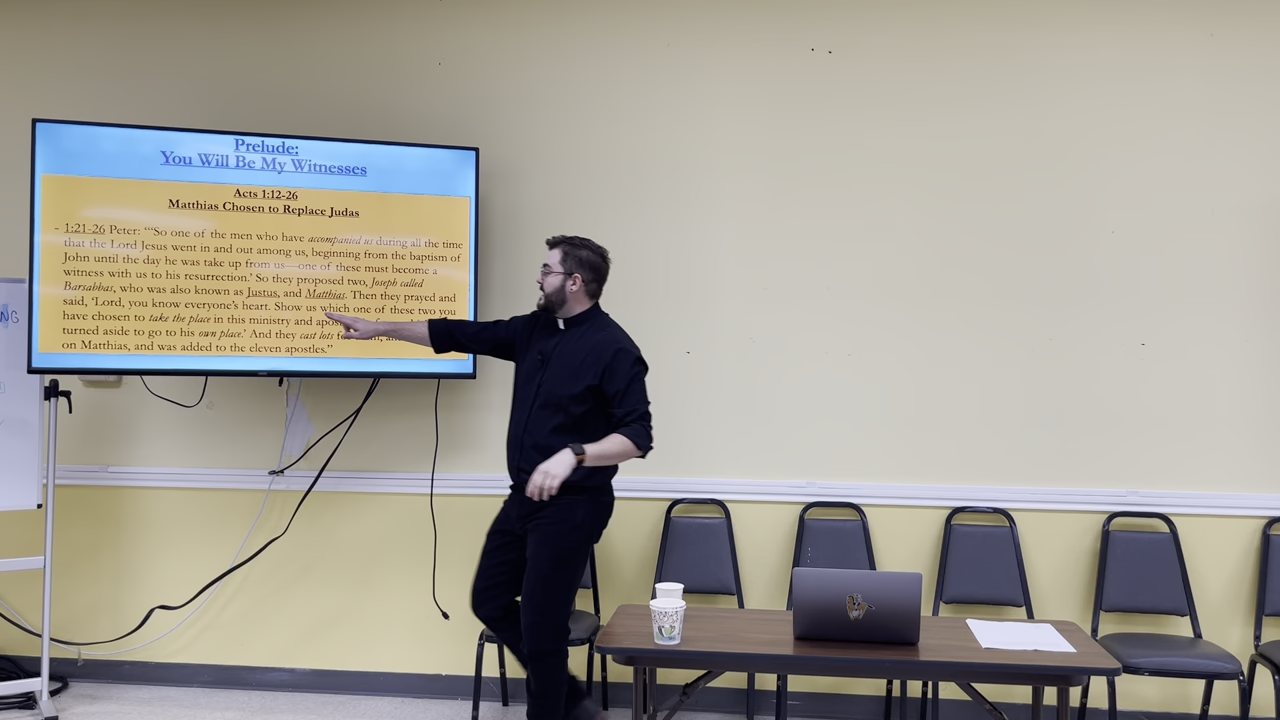 Prelude:
You Will Be My Witnesses
Acts 1:12-26
Matthias Chosen to Replace Judas
- 1:21-26 Peter: "'So one of the men who have accompanied us during all the time
that the Lord Jesus went in and out among us, beginning from the baptism of
John until the day he was take up from us—one of these must become a
witness with us to his resurrection.' So they proposed two, Joseph called
Barsabbas, who was also known as Justus, and Matthias. Then they prayed and
said, 'Lord, you know everyone's heart. Show us which one of these two you
have chosen to take the place in this ministry and
turned aside to go to his own place.' And they cast lots
on Matthias, and was added to the eleven apostles."
NG